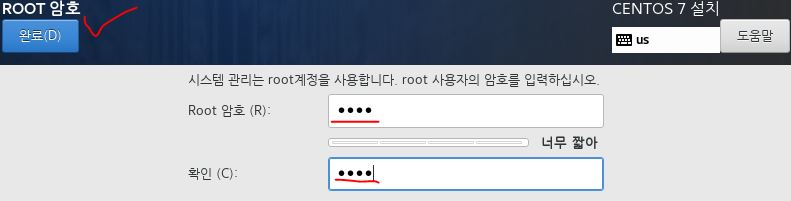 ROOT 암호
CENTOS 7 설치
완료(D)
us
도움말
시스템 관리는 root계정을 사용합니다. root 사용자의 암호를 입력하십시오.
Root 암호 (R):
●●●●
너무 짧아
확인 (C):
●●●●